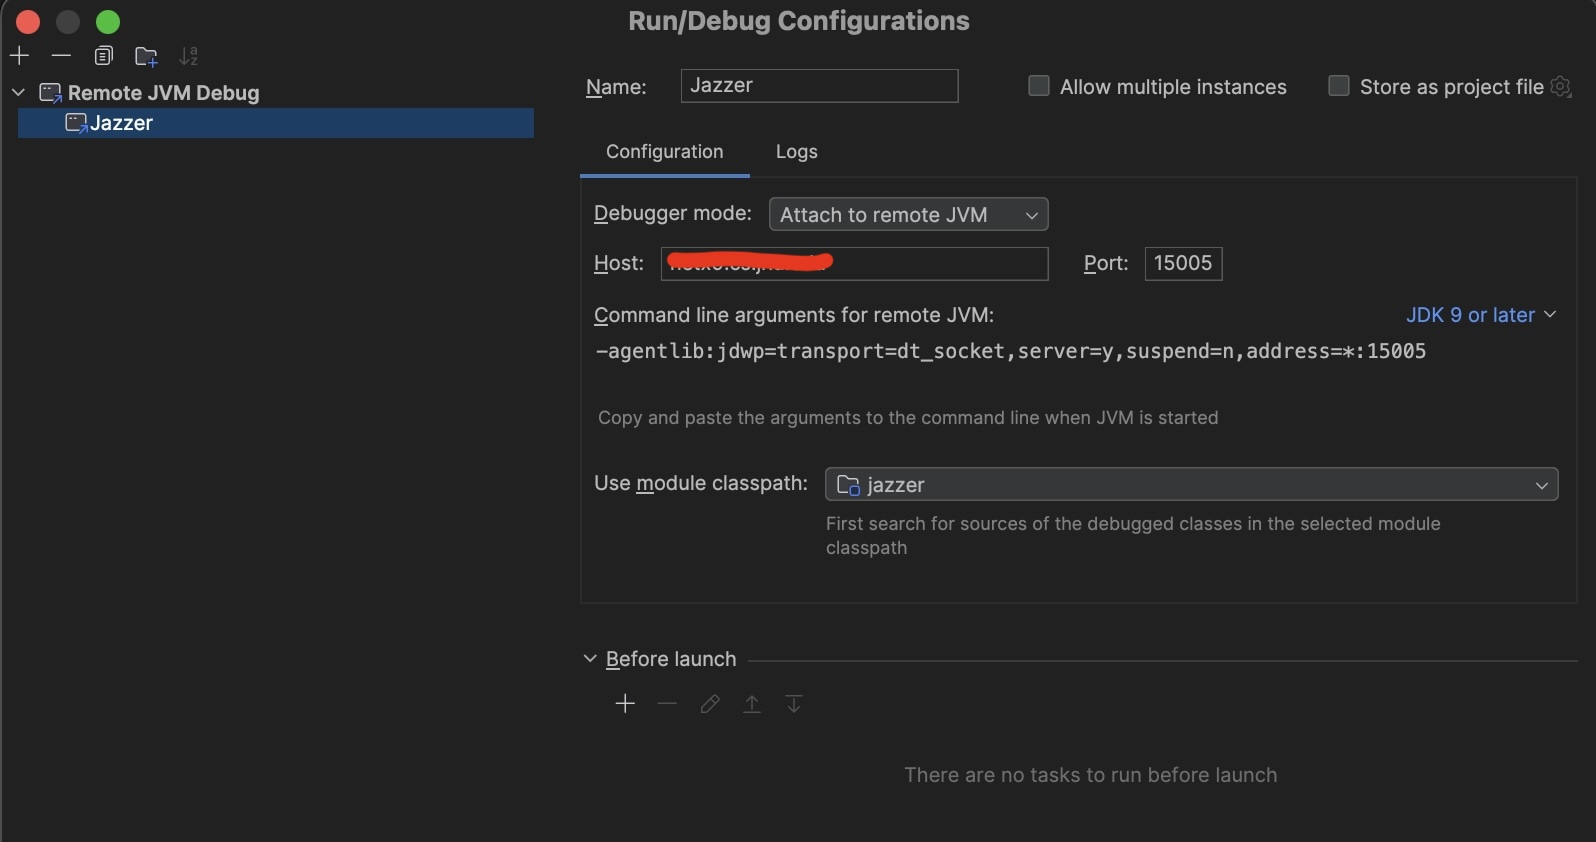 Run/Debug Configurations
Remote JVM Debug
Jazzer
Name: Jazzer Allow multiple instances Store as project file
Configuration Logs
Debugger mode: Attach to remote JVM
Host: Port: 15005
Command line arguments for remote JVM: JDK 9 or later
-agentlib:jdwp=transport=dt_socket,server=y,suspend=n,address=*:15005
Copy and paste the arguments to the command line when JVM is started
Use module classpath: jazzer
First search for sources of the debugged classes in the selected module
classpath
Before launch
There are no tasks to run before launch